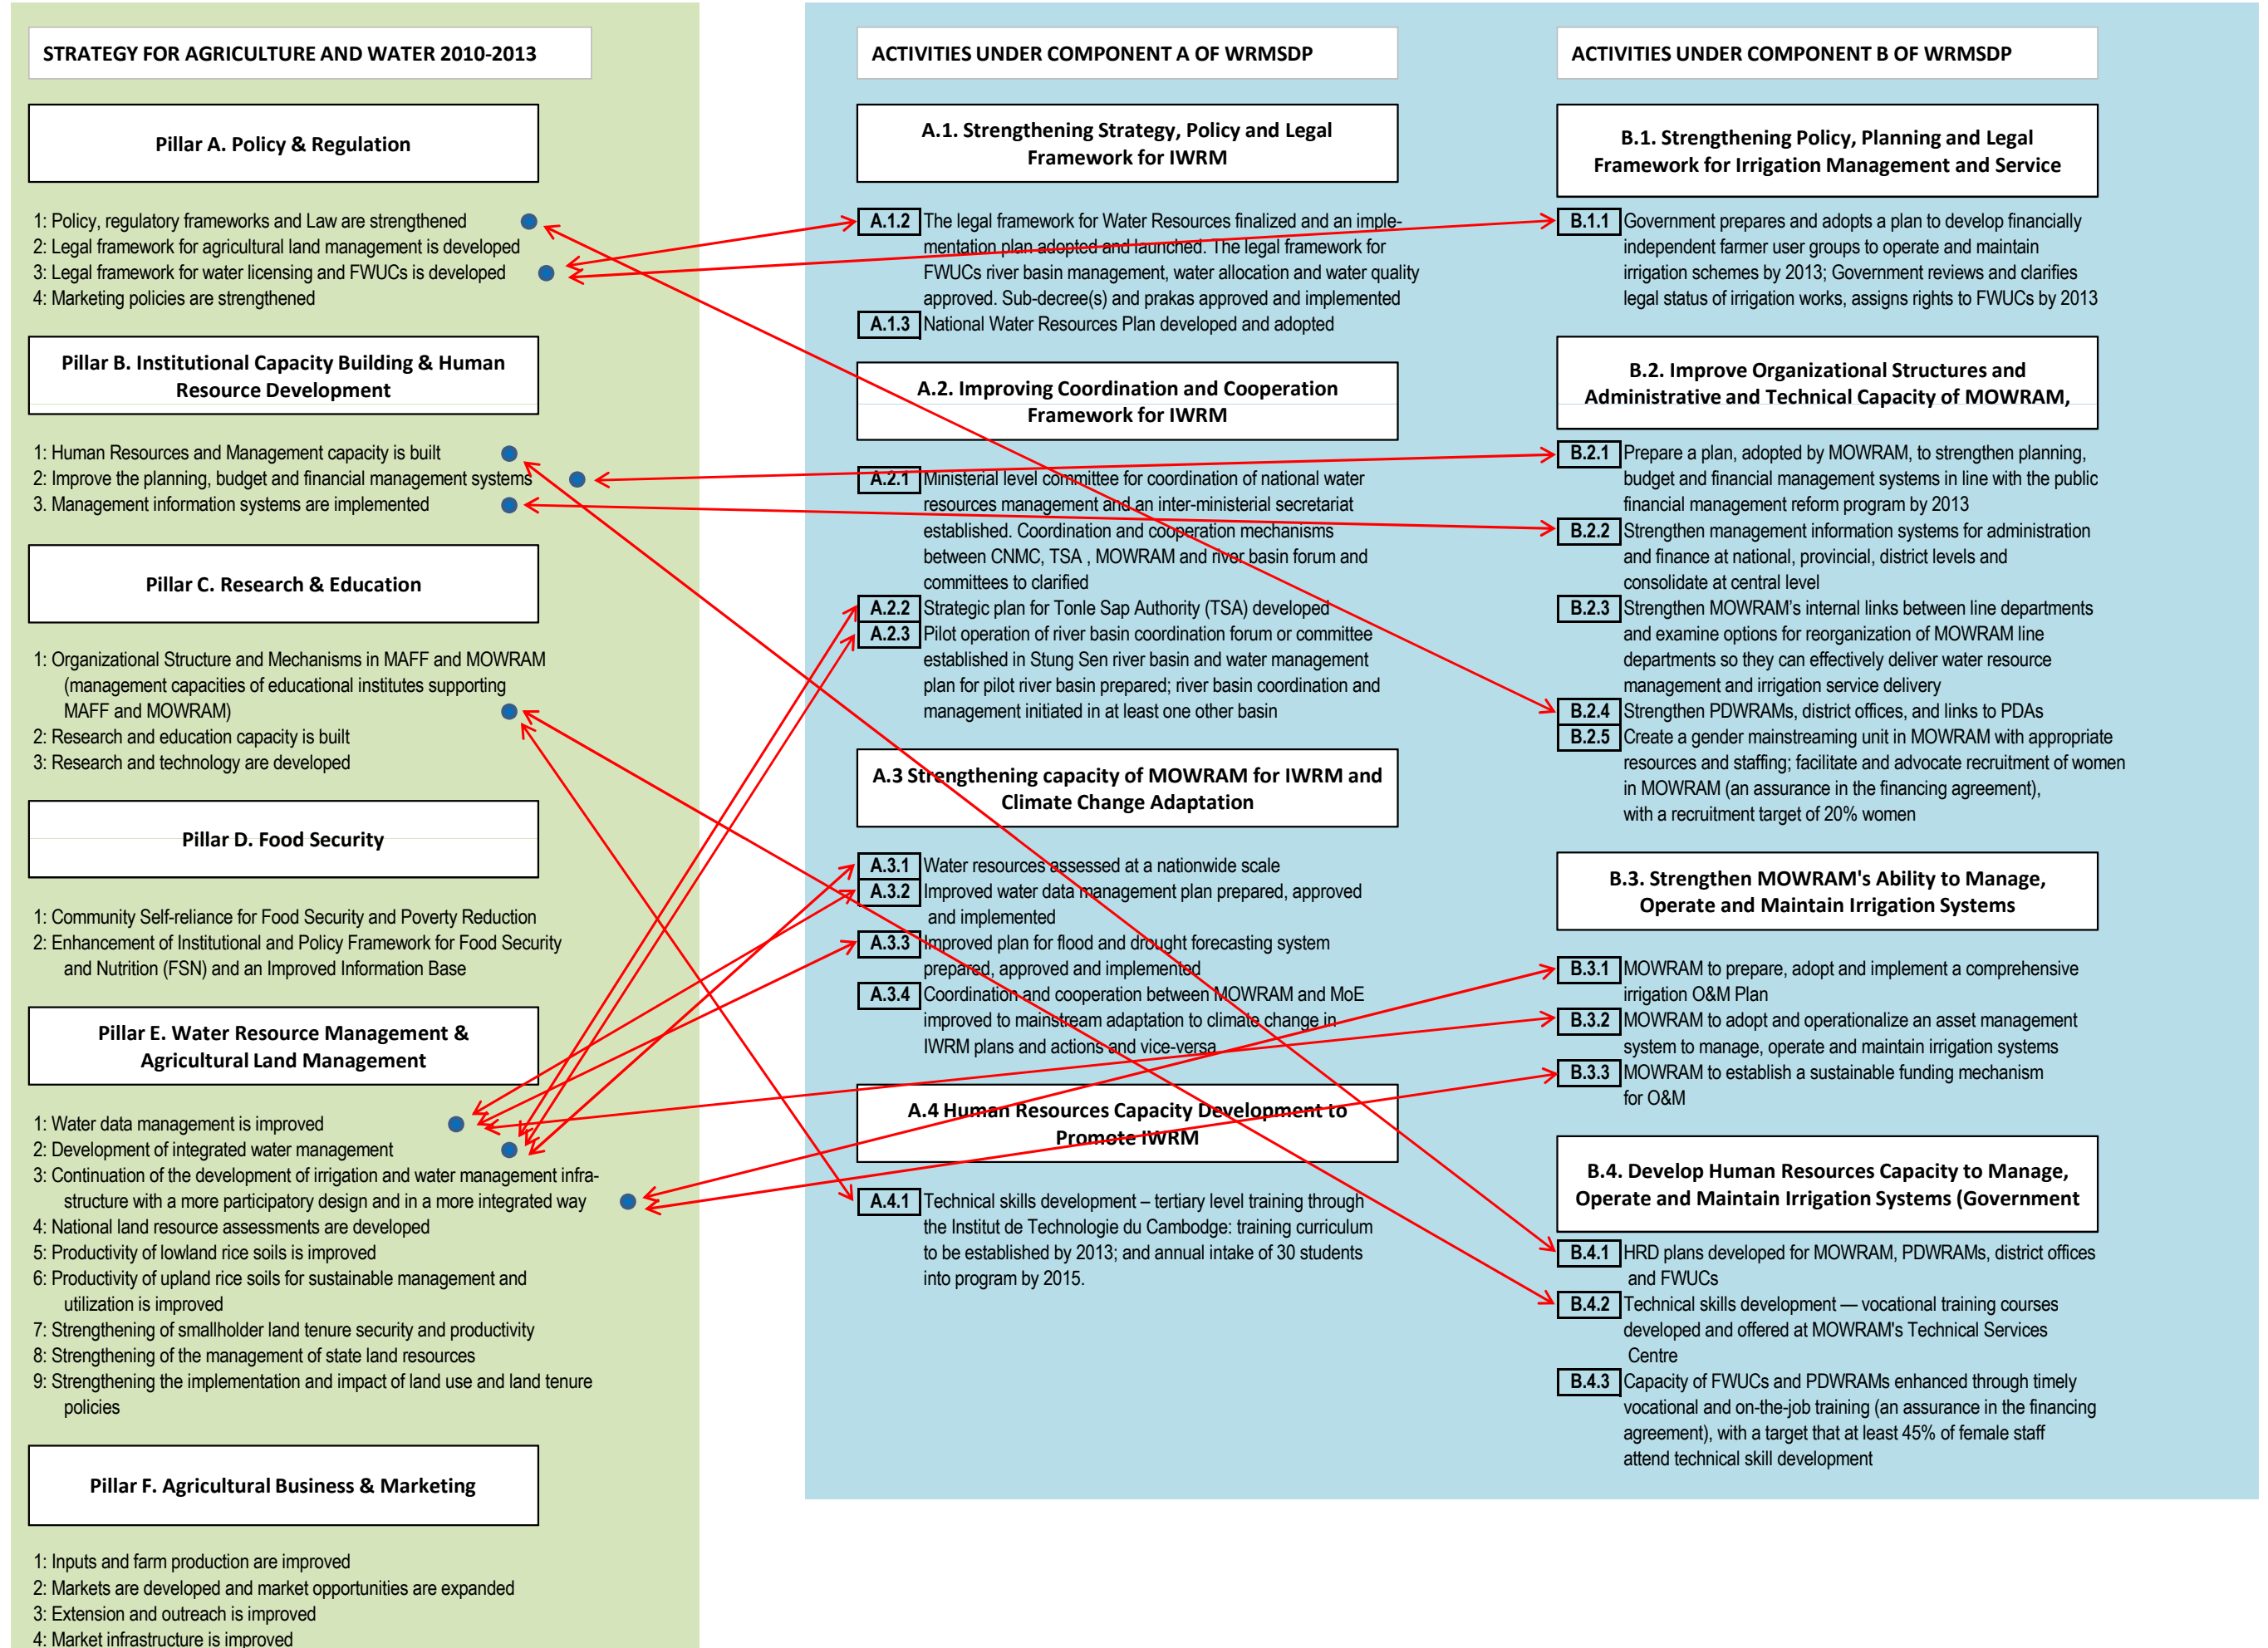 STRATEGY FOR AGRICULTURE AND WATER 2010-2013
Pillar A. Policy & Regulation
1: Policy, regulatory frameworks and Law are strengthened
2: Legal framework for agricultural land management is developed
3: Legal framework for water licensing and FWUCs is developed
4: Marketing policies are strengthened
Pillar B. Institutional Capacity Building & Human
Resource Development
1: Human Resources and Management capacity is built
2: Improve the planning, budget and financial management systems
3. Management information systems are implemented
Pillar C. Research & Education
1: Organizational Structure and Mechanisms in MAFF and MOWRAM
(management capacities of educational institutes supporting
MAFF and MOWRAM)
2: Research and education capacity is built
3: Research and technology are developed
Pillar D. Food Security
1: Community Self-reliance for Food Security and Poverty Reduction
2: Enhancement of Institutional and Policy Framework for Food Security
and Nutrition (FSN) and an Improved Information Base
Pillar E. Water Resource Management &
Agricultural Land Management
1: Water data management is improved
2: Development of integrated water management
3: Continuation of the development of irrigation and water management infra-
structure with a more participatory design and in a more integrated way
4: National land resource assessments are developed
5: Productivity of lowland rice soils is improved
6: Productivity of upland rice soils for sustainable management and
utilization is improved
7: Strengthening of smallholder land tenure security and productivity
8: Strengthening of the management of state land resources
9: Strengthening the implementation and impact of land use and land tenure
policies
Pillar F. Agricultural Business & Marketing
1: Inputs and farm production are improved
2: Markets are developed and market opportunities are expanded
3: Extension and outreach is improved
4: Market infrastructure is improved
ACTIVITIES UNDER COMPONENT A OF WRMSDP
A.1. Strengthening Strategy, Policy and Legal
Framework for IWRM
A.1.2 The legal framework for Water Resources finalized and an imple-
mentation plan adopted and launched. The legal framework for
FWUCs river basin management, water allocation and water quality
approved. Sub-decree(s) and prakas approved and implemented
A.1.3 National Water Resources Plan developed and adopted
A.2. Improving Coordination and Cooperation
Framework for IWRM
A.2.1 Ministerial level committee for coordination of national water
resources management and an inter-ministerial secretariat
established. Coordination and cooperation mechanisms
between CNMC, TSA , MOWRAM and river basin forum and
committees to clarified
A.2.2 Strategic plan for Tonle Sap Authority (TSA) developed
A.2.3 Pilot operation of river basin coordination forum or committee
established in Stung Sen river basin and water management
plan for pilot river basin prepared; river basin coordination and
management initiated in at least one other basin
A.3 Strengthening capacity of MOWRAM for IWRM and
Climate Change Adaptation
A.3.1 Water resources assessed at a nationwide scale
A.3.2 Improved water data management plan prepared, approved
and implemented
A.3.3 Improved plan for flood and drought forecasting system
prepared, approved and implemented
A.3.4 Coordination and cooperation between MOWRAM and MoE
improved to mainstream adaptation to climate change in
IWRM plans and actions and vice-versa
A.4 Human Resources Capacity Development to
Promote IWRM
A.4.1 Technical skills development – tertiary level training through
the Institut de Technologie du Cambodge: training curriculum
to be established by 2013; and annual intake of 30 students
into program by 2015.
ACTIVITIES UNDER COMPONENT B OF WRMSDP
B.1. Strengthening Policy, Planning and Legal
Framework for Irrigation Management and Service
B.1.1 Government prepares and adopts a plan to develop financially
independent farmer user groups to operate and maintain
irrigation schemes by 2013; Government reviews and clarifies
legal status of irrigation works, assigns rights to FWUCs by 2013
B.2. Improve Organizational Structures and
Administrative and Technical Capacity of MOWRAM,
B.2.1 Prepare a plan, adopted by MOWRAM, to strengthen planning,
budget and financial management systems in line with the public
financial management reform program by 2013
B.2.2 Strengthen management information systems for administration
and finance at national, provincial, district levels and
consolidate at central level
B.2.3 Strengthen MOWRAM's internal links between line departments
and examine options for reorganization of MOWRAM line
departments so they can effectively deliver water resource
management and irrigation service delivery
B.2.4 Strengthen PDWRAMs, district offices, and links to PDAs
B.2.5 Create a gender mainstreaming unit in MOWRAM with appropriate
resources and staffing; facilitate and advocate recruitment of women
in MOWRAM (an assurance in the financing agreement),
with a recruitment target of 20% women
B.3. Strengthen MOWRAM's Ability to Manage,
Operate and Maintain Irrigation Systems
B.3.1 MOWRAM to prepare, adopt and implement a comprehensive
irrigation O&M Plan
B.3.2 MOWRAM to adopt and operationalize an asset management
system to manage, operate and maintain irrigation systems
B.3.3 MOWRAM to establish a sustainable funding mechanism
for O&M
B.4. Develop Human Resources Capacity to Manage,
Operate and Maintain Irrigation Systems (Government
B.4.1 HRD plans developed for MOWRAM, PDWRAMs, district offices
and FWUCs
B.4.2 Technical skills development — vocational training courses
developed and offered at MOWRAM's Technical Services
Centre
B.4.3 Capacity of FWUCs and PDWRAMs enhanced through timely
vocational and on-the-job training (an assurance in the financing
agreement), with a target that at least 45% of female staff
attend technical skill development